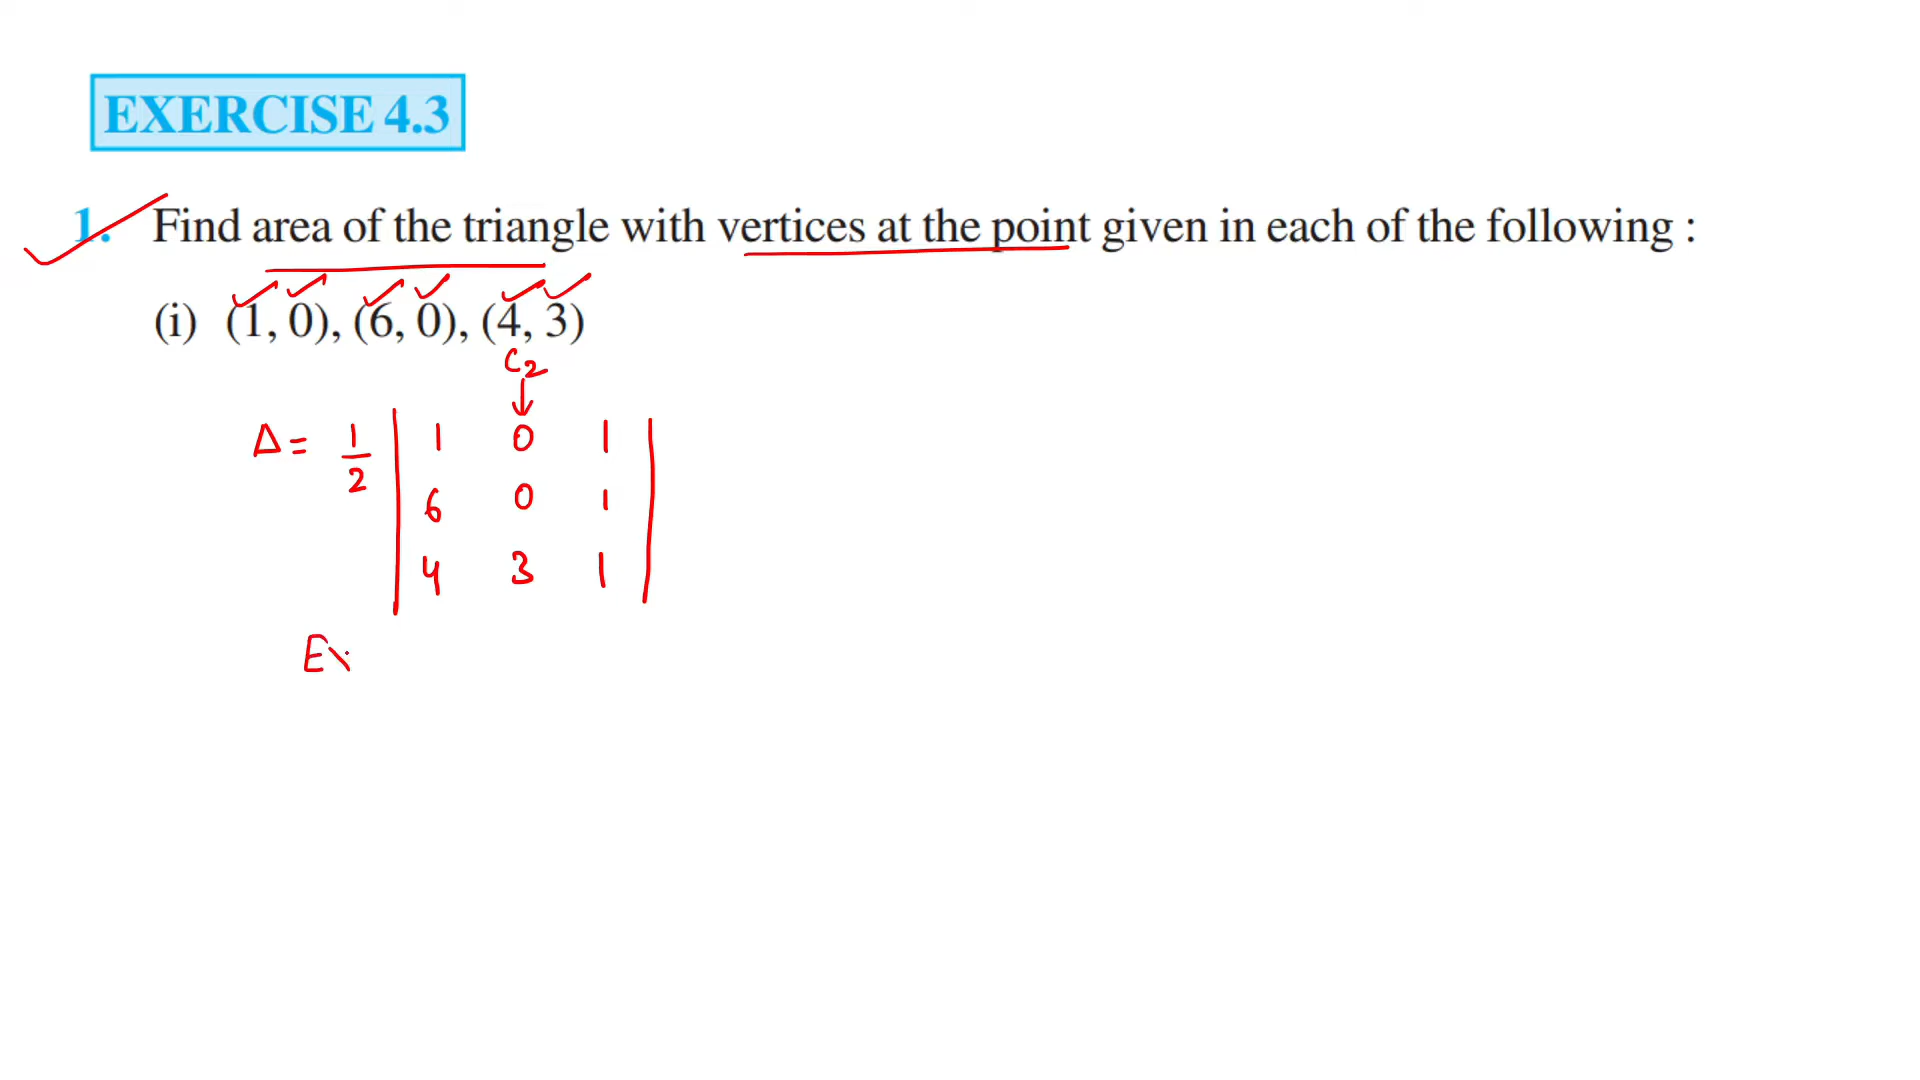 EXERCISE 4.3
1. Find area of the triangle with vertices at the point given in each of the following :
(i) (1, 0), (6, 0), (4, 3)
C2
↓
Δ = 1/2 | 1 0 1 |
6 0 1
4 3 1
Ex